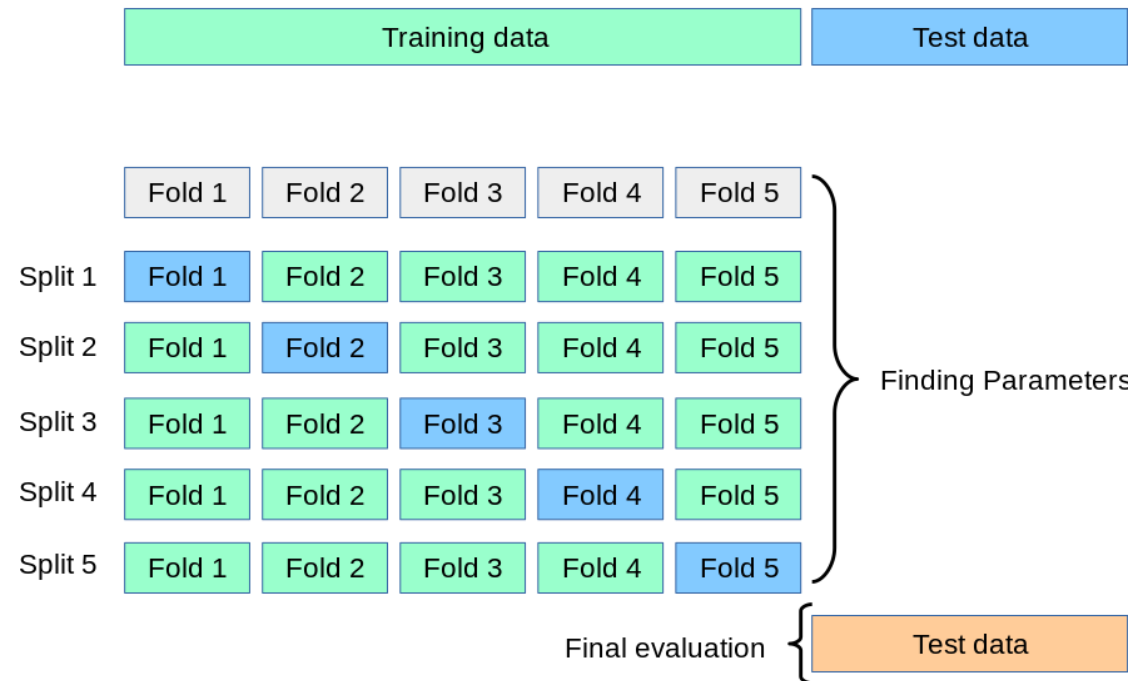 Training data Test data
Fold 1 Fold 2 Fold 3 Fold 4 Fold 5
Split 1 Fold 1 Fold 2 Fold 3 Fold 4 Fold 5
Split 2 Fold 1 Fold 2 Fold 3 Fold 4 Fold 5
Finding Parameters
Split 3 Fold 1 Fold 2 Fold 3 Fold 4 Fold 5
Split 4 Fold 1 Fold 2 Fold 3 Fold 4 Fold 5
Split 5 Fold 1 Fold 2 Fold 3 Fold 4 Fold 5
Final evaluation Test data